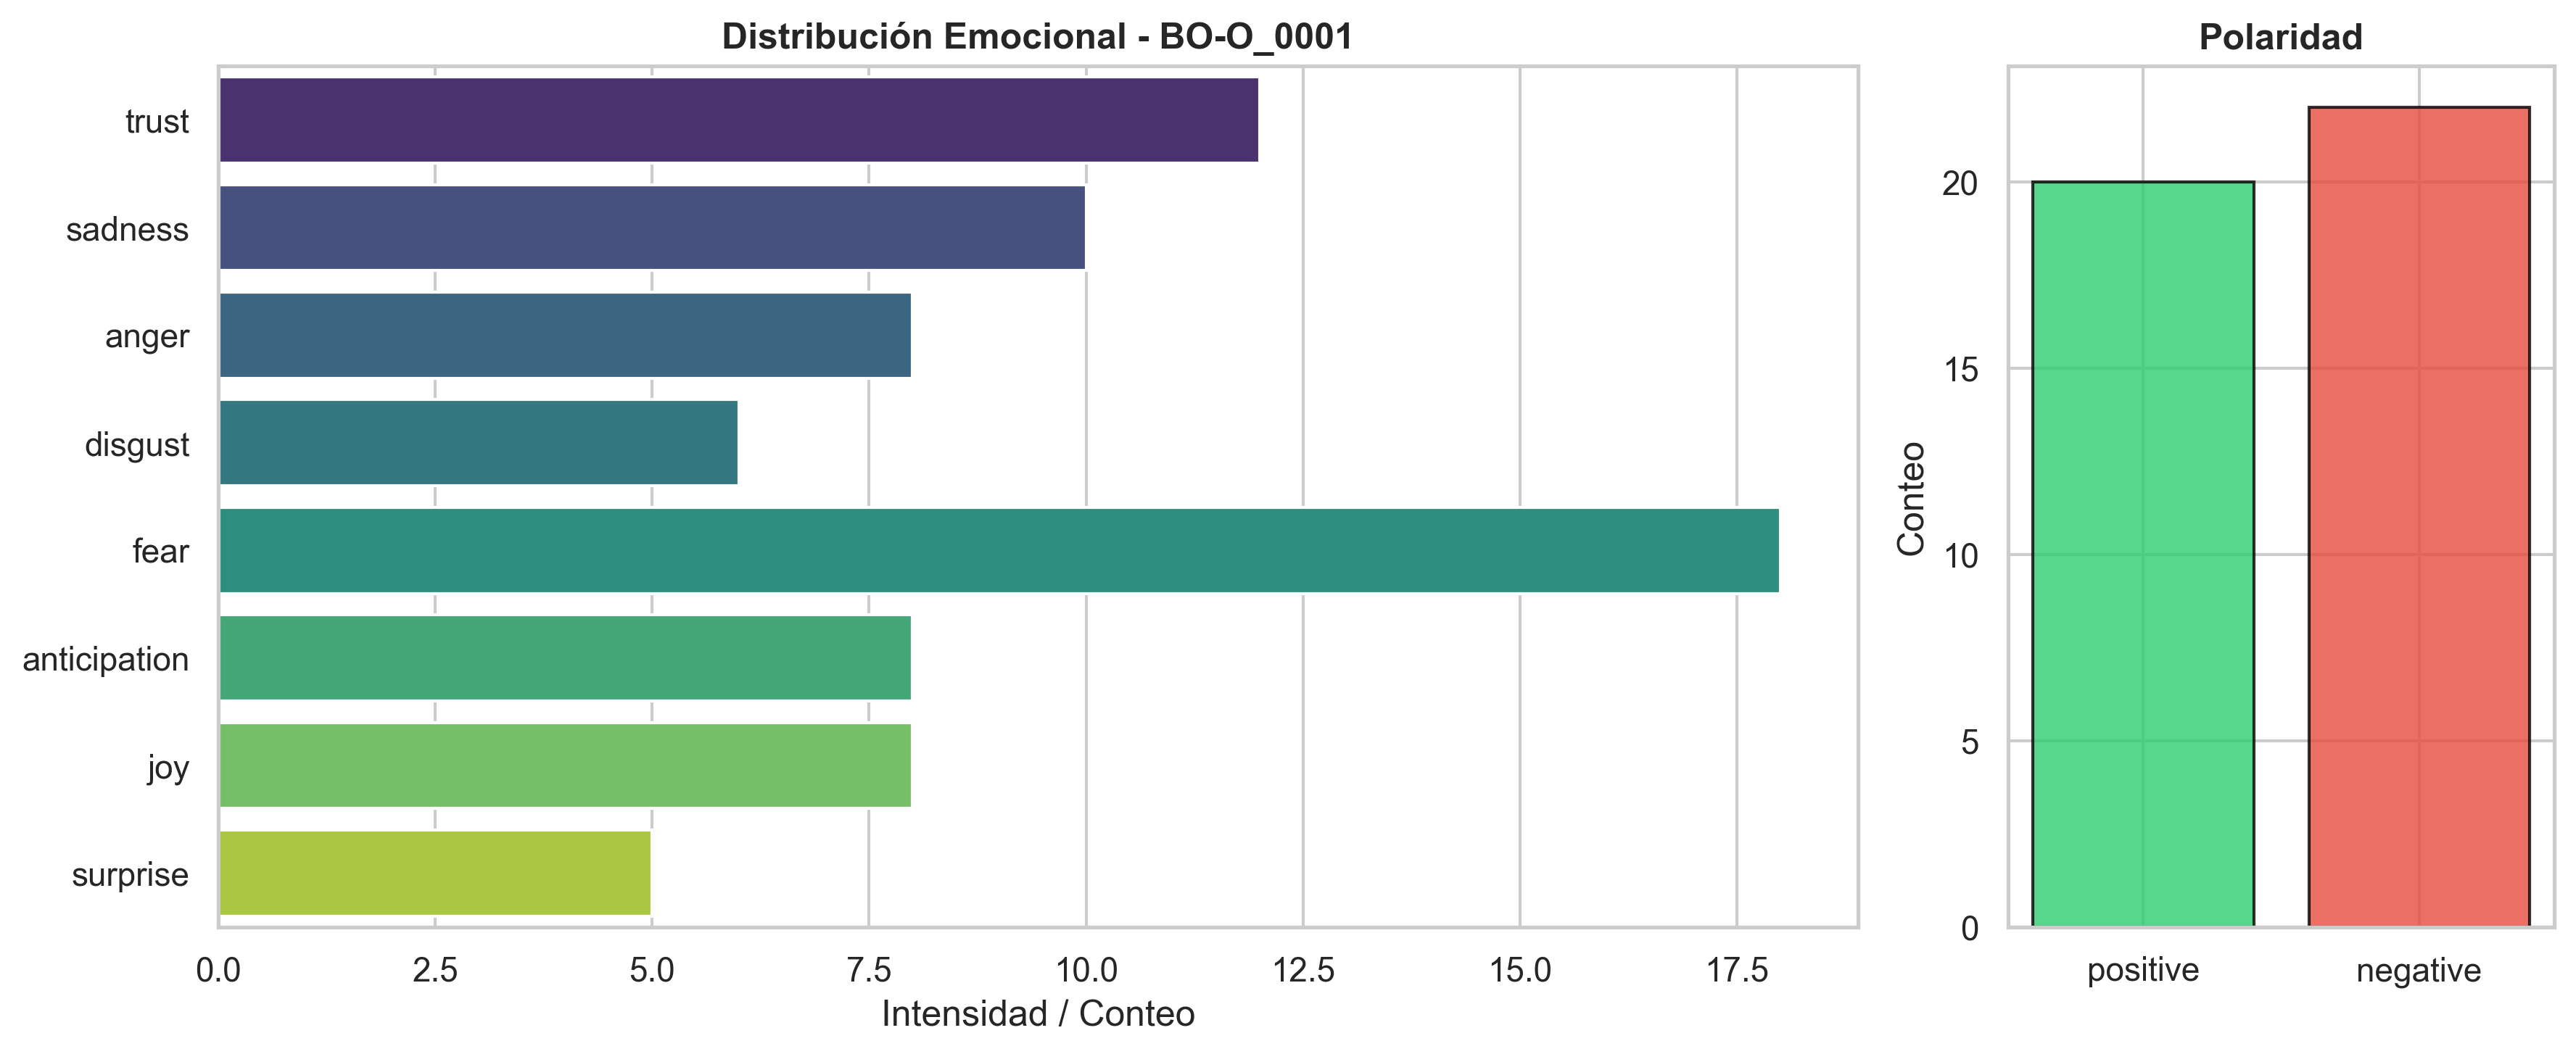 Distribución Emocional - BO-O_0001
trust
sadness
anger
disgust
fear
anticipation
joy
surprise
0.0 2.5 5.0 7.5 10.0 12.5 15.0 17.5
Intensidad / Conteo
Polaridad
Conteo
20
15
10
5
0
positive negative